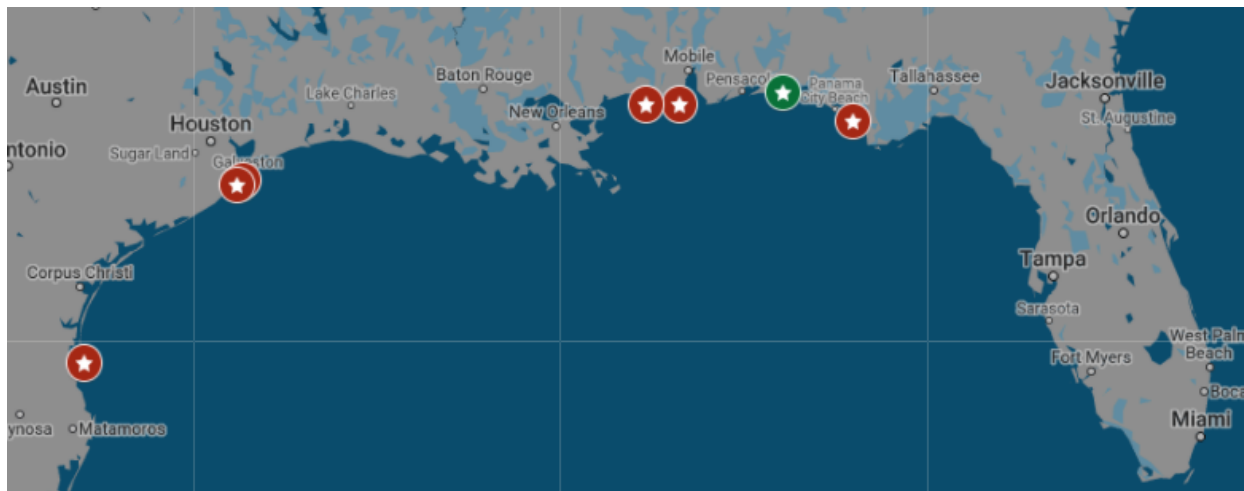 Mobile
Austin
Baton Rouge
Pensacol
Panama
City Beach
Tallahassee
Jacksonville
Lake Charles
New Orleans
St. Augustine
Houston
ntonio
Sugar Land
Galveston
Orlando
Tampa
Corpus Christi
Sarasota
West Palm
Beach
Fort Myers
Boca
Miami
ynosa
Matamoros